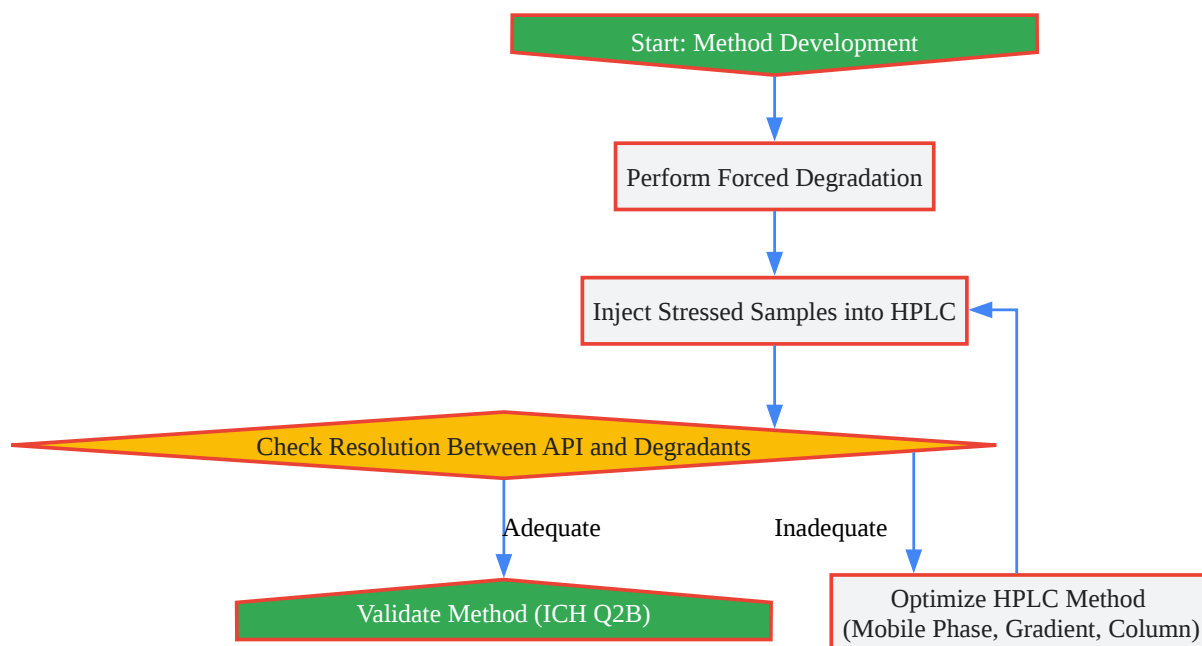 Start: Method Development
Perform Forced Degradation
Inject Stressed Samples into HPLC
Check Resolution Between API and Degradants
Adequate
Inadequate
Validate Method (ICH Q2B)
Optimize HPLC Method
(Mobile Phase, Gradient, Column)